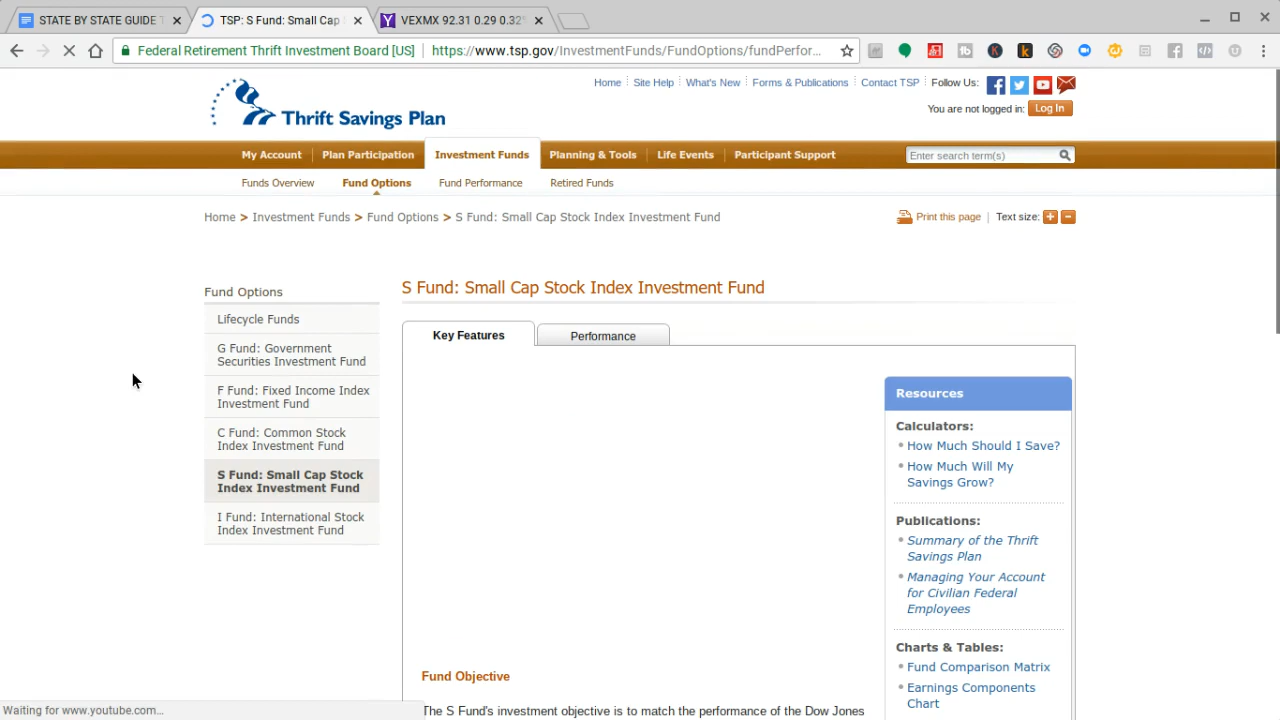 STATE BY STATE GUIDE T
TSP: S Fund: Small Cap
VEXMX 92.31 0.29 0.32
Federal Retirement Thrift Investment Board [US]
https://www.tsp.gov/InvestmentFunds/FundOptions/fundPerfor...
Home
Site Help
What's New
Forms & Publications
Contact TSP
Follow Us:
Thrift Savings Plan
You are not logged in:
Log In
My Account
Plan Participation
Investment Funds
Planning & Tools
Life Events
Participant Support
Enter search term(s)
Funds Overview
Fund Options
Fund Performance
Retired Funds
Home > Investment Funds > Fund Options > S Fund: Small Cap Stock Index Investment Fund
Print this page
Text size: + -
Fund Options
Lifecycle Funds
G Fund: Government
Securities Investment Fund
F Fund: Fixed Income Index
Investment Fund
C Fund: Common Stock
Index Investment Fund
S Fund: Small Cap Stock
Index Investment Fund
I Fund: International Stock
Index Investment Fund
S Fund: Small Cap Stock Index Investment Fund
Key Features
Performance
Fund Objective
The S Fund's investment objective is to match the performance of the Dow Jones
Resources
Calculators:
How Much Should I Save?
How Much Will My
Savings Grow?
Publications:
Summary of the Thrift
Savings Plan
Managing Your Account
for Civilian Federal
Employees
Charts & Tables:
Fund Comparison Matrix
Earnings Components
Chart
Waiting for www.youtube.com...